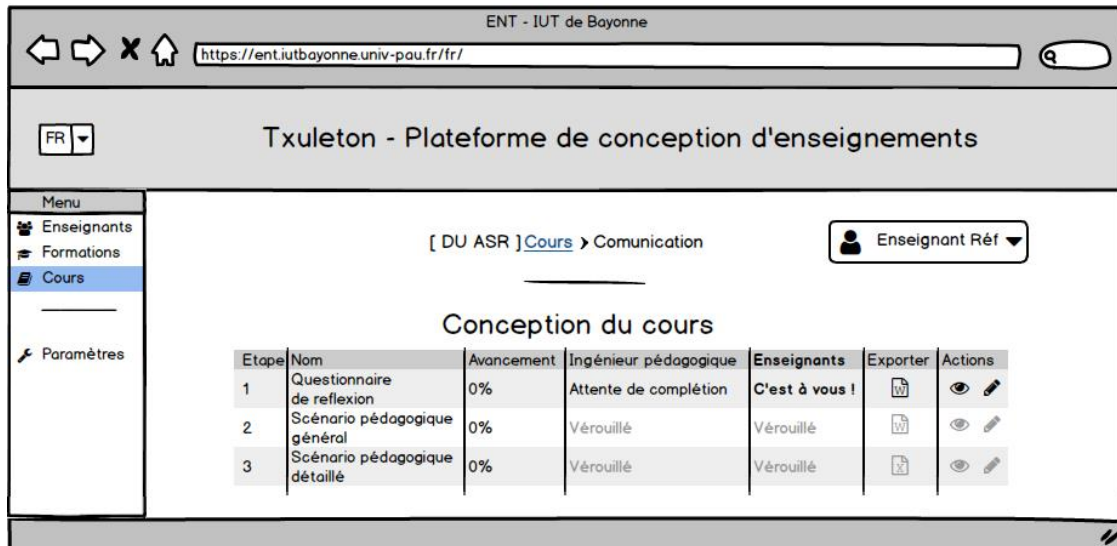 ENT - IUT de Bayonne
https://ent.iutbayonne.univ-pau.fr/fr/
FR
Txuleton - Plateforme de conception d'enseignements
Menu
Enseignants
Formations
Cours
Paramètres
[ DU ASR ] Cours > Comunication
Enseignant Réf
Conception du cours
Etape Nom Avancement Ingénieur pédagogique Enseignants Exporter Actions
1 Questionnaire de reflexion 0% Attente de complétion C'est à vous ! W
2 Scénario pédagogique général 0% Vérouillé Vérouillé W
3 Scénario pédagogique détaillé 0% Vérouillé Vérouillé X